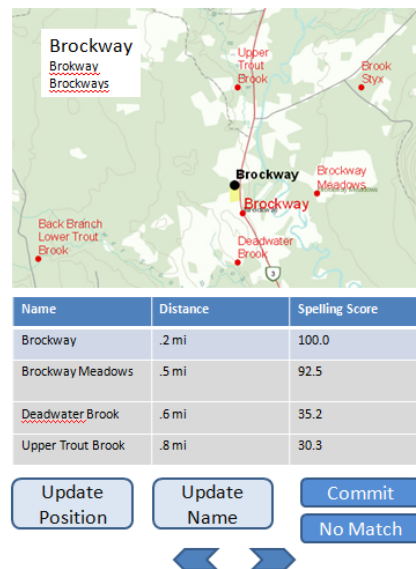 Brockway
Brokway
Brockways
Upper
Trout
Brook
Brook
Styx
Brockway
Brockway
Meadows
Brockway
Back Branch
Lower Trout
Brook
Deadwater
Brook
3
Name Distance Spelling Score
Brockway .2 mi 100.0
Brockway Meadows .5 mi 92.5
Deadwater Brook .6 mi 35.2
Upper Trout Brook .8 mi 30.3
Update
Position
Update
Name
Commit
No Match